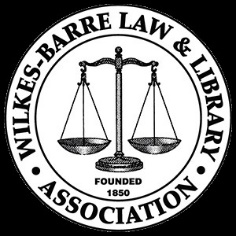 • WILKES-BARRE LAW & LIBRARY •
ASSOCIATION
FOUNDED
1850